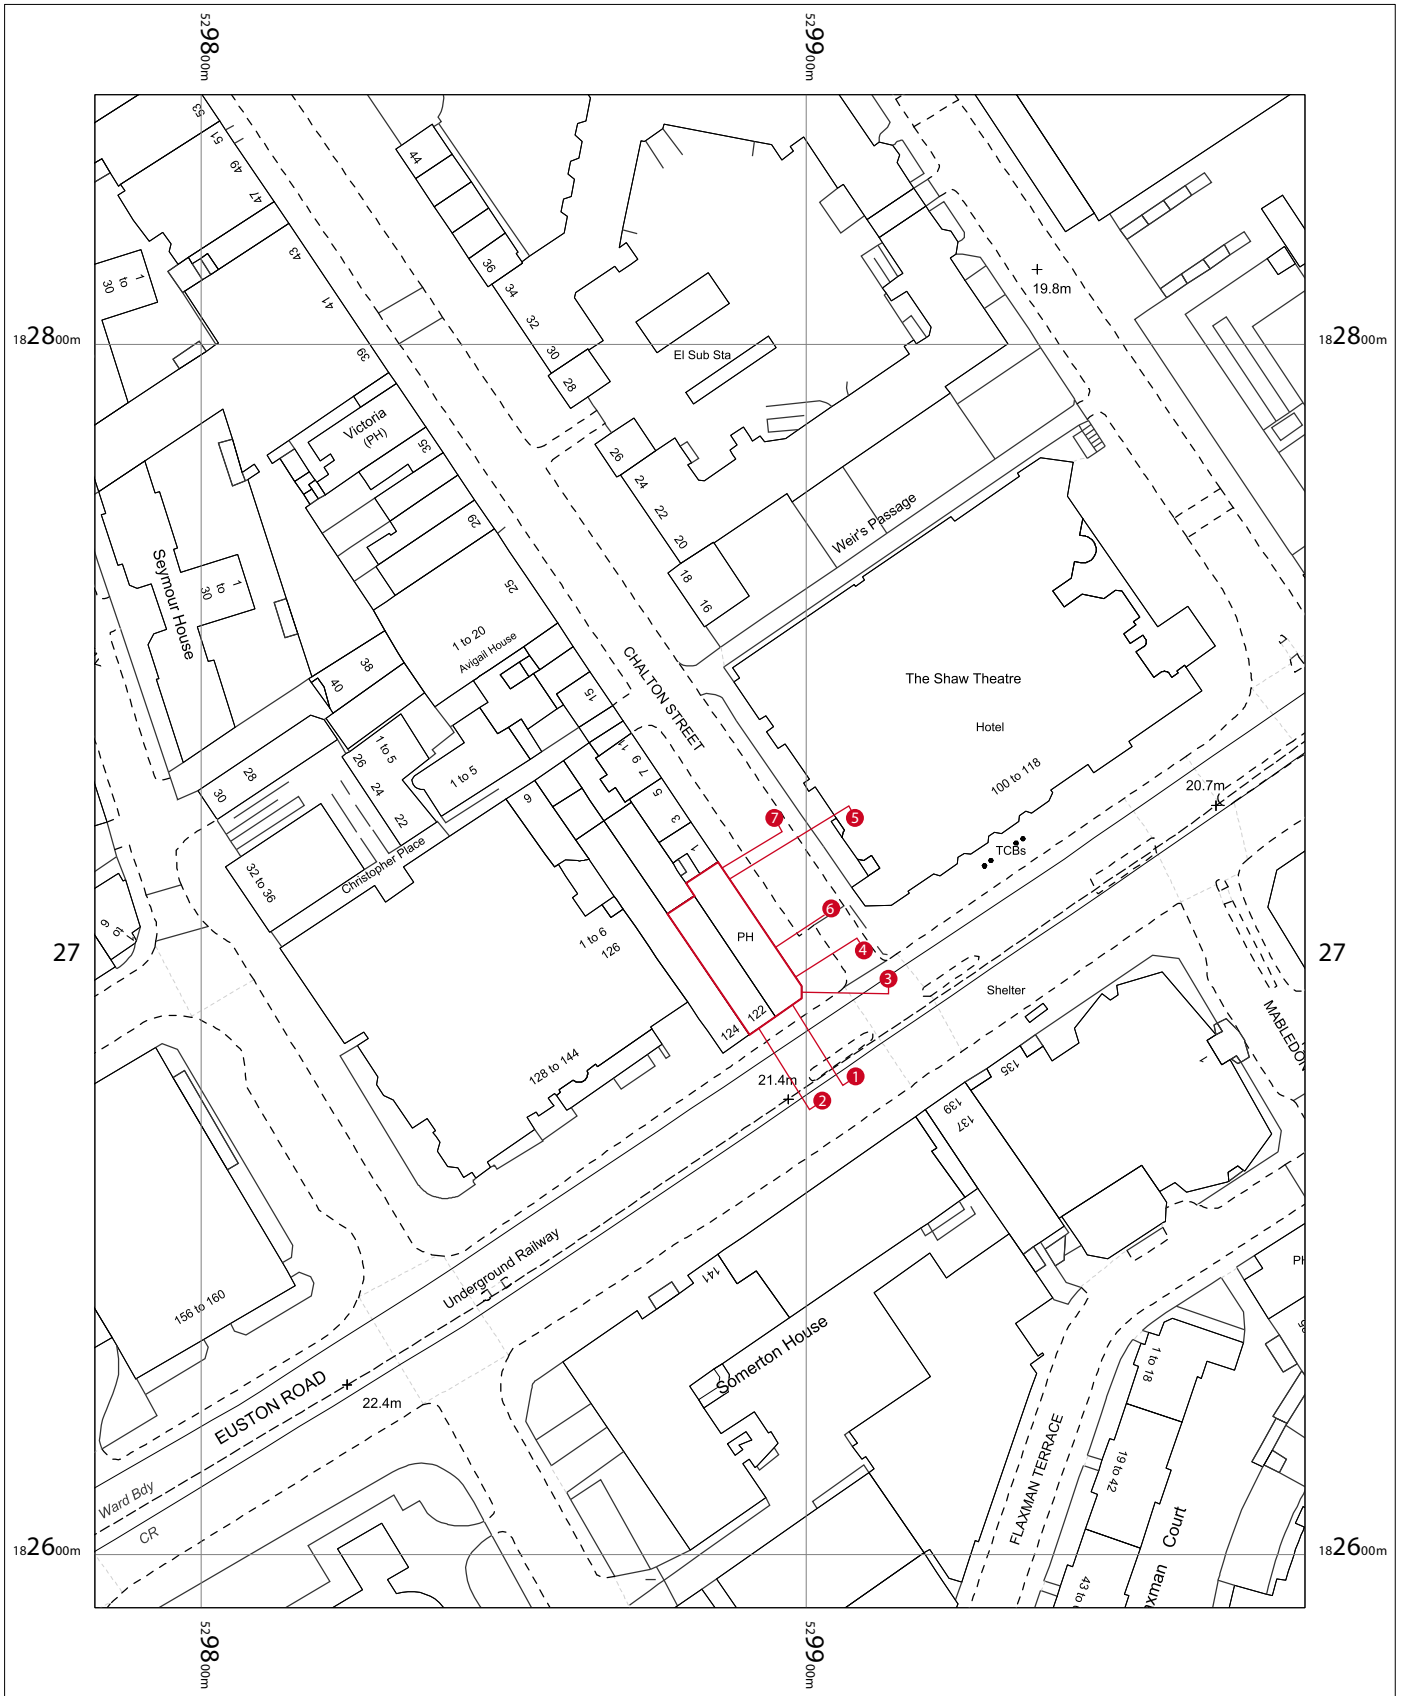 529800m
529900m
53
51
49
47
44
43
41
36
34
32
30
28
39
1
to
30
19.8m
182800m
182800m
El Sub Sta
Victoria
(PH)
35
26
24
22
20
29
18
16
25
Weir's Passage
Seymour House
1
to
30
1 to 20
Avigail House
38
40
15
CHALTON STREET
The Shaw Theatre
Hotel
100 to 118
20.7m
TCBs
11
9
7
5
3
1 to 5
1 to 5
26
24
22
28
30
9
32 to 36
Christopher Place
7
5
6
4
3
PH
1 to 6
126
27
27
Shelter
122
124
128 to 144
21.4m
1
2
135
139
137
MABLEDON
156 to 160
Underground Railway
141
Somerton House
EUSTON ROAD
22.4m
Ward Bdy
CR
1 to 18
19 to 42
43 to
FLAXMAN TERRACE
xman Court
182600m
182600m
529800m
529900m